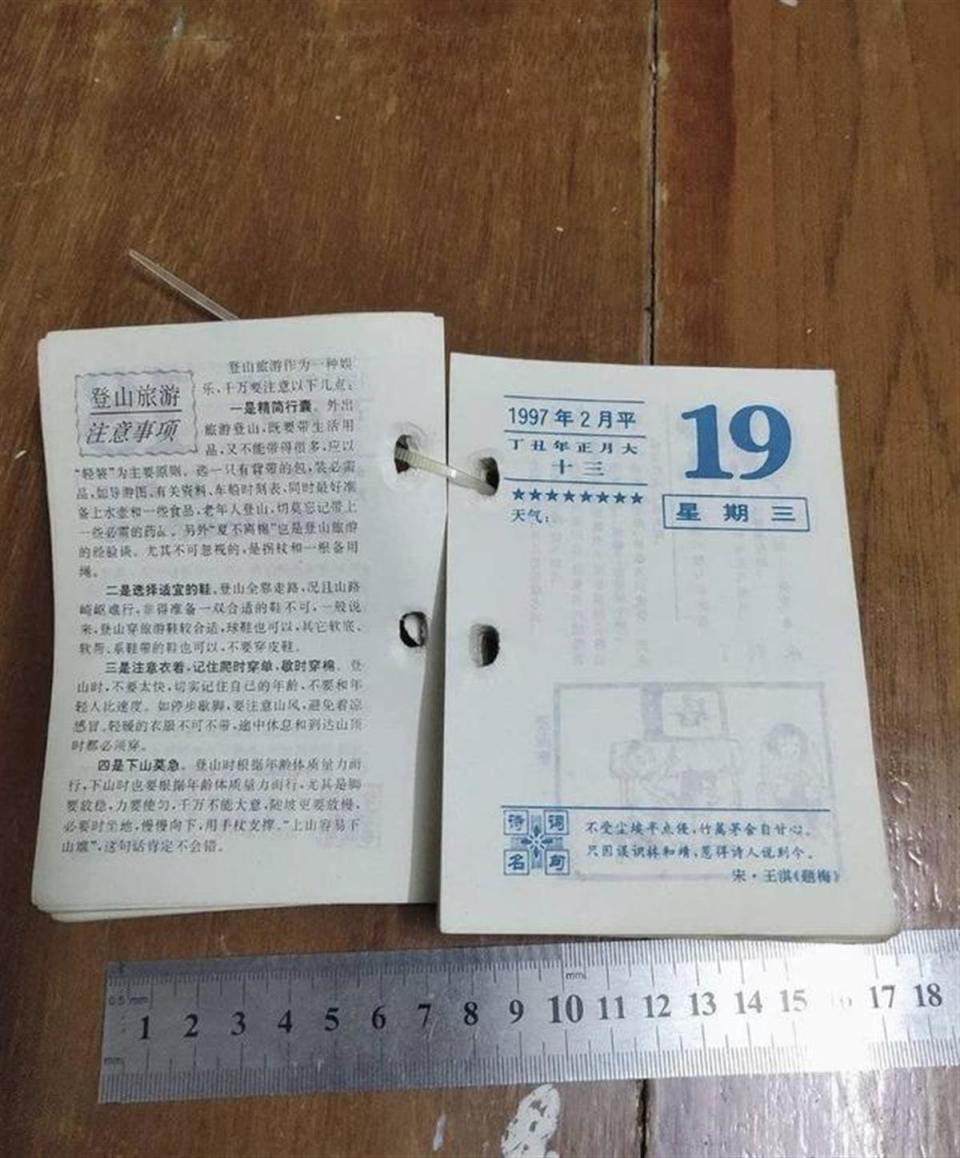 登山旅游
注意事项
登山旅游作为一种娱
乐，千万要注意以下几点：
一是精简行囊。外出
旅游登山，既要带生活用
品，又不能带得很多，应以
“轻装”为主要原则。选一只有背带的包，装必需
品，如导游图、有关资料、车船时刻表，同时最好准
备上水壶和一些食品，老年人登山，切莫忘记带上
一些必需的药品。另外“夏不离棉”也是登山旅游
的经验谈。尤其不可忽视的，是拐杖和一根备用
绳。
二是选择适宜的鞋。登山全靠走路，况且山路
崎岖难行，非得准备一双合适的鞋不可，一般说
来，登山穿旅游鞋较合适，球鞋也可以，其它软底、
软帮、系鞋带的鞋也可以，不要穿皮鞋。
三是注意衣着，记住爬时穿单，歇时穿棉。登
山时，不要太快，切实记住自己的年龄，不要和年
轻人比速度。如停步歇脚，要注意山风，避免着凉
感冒。轻暖的衣服不可不带，途中休息和到达山顶
时都必须穿。
四是下山莫急。登山时根据年龄体质量力而
行，下山时也要根据年龄体质量力而行，尤其是脚
要放稳，力要使匀，千万不能大意，陡坡更要放慢，
必要时坐地，慢慢向下，用手杖支撑。“上山容易下
山难”，这句话肯定不会错。
1997年2月平
丁丑年正月大
十三
★★★★★★★★
天气：
19
星期三
诗词
名句
不受尘埃半点侵，竹篱茅舍自甘心。
只因误识林和靖，惹得诗人说到今。
宋·王淇《题梅》
0.5mm
mm
1 2 3 4 5 6 7 8 9 10 11 12 13 14 15 16 17 18
mm